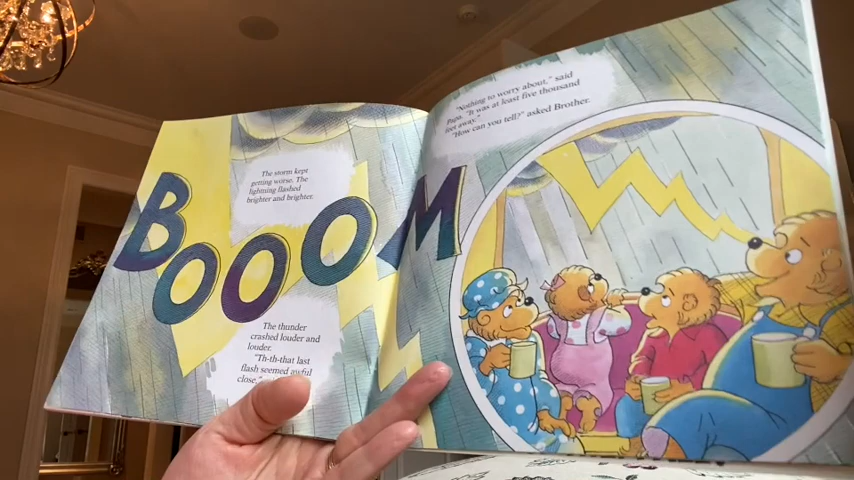 The storm kept
getting worse. The
lightning flashed
brighter and brighter.
BOOOM
The thunder
crashed louder and
louder.
"Th-th-that last
flash seemed awful
close,"
"Nothing to worry about," said
Papa. "It was at least five thousand
feet away."
"How can you tell?" asked Brother.